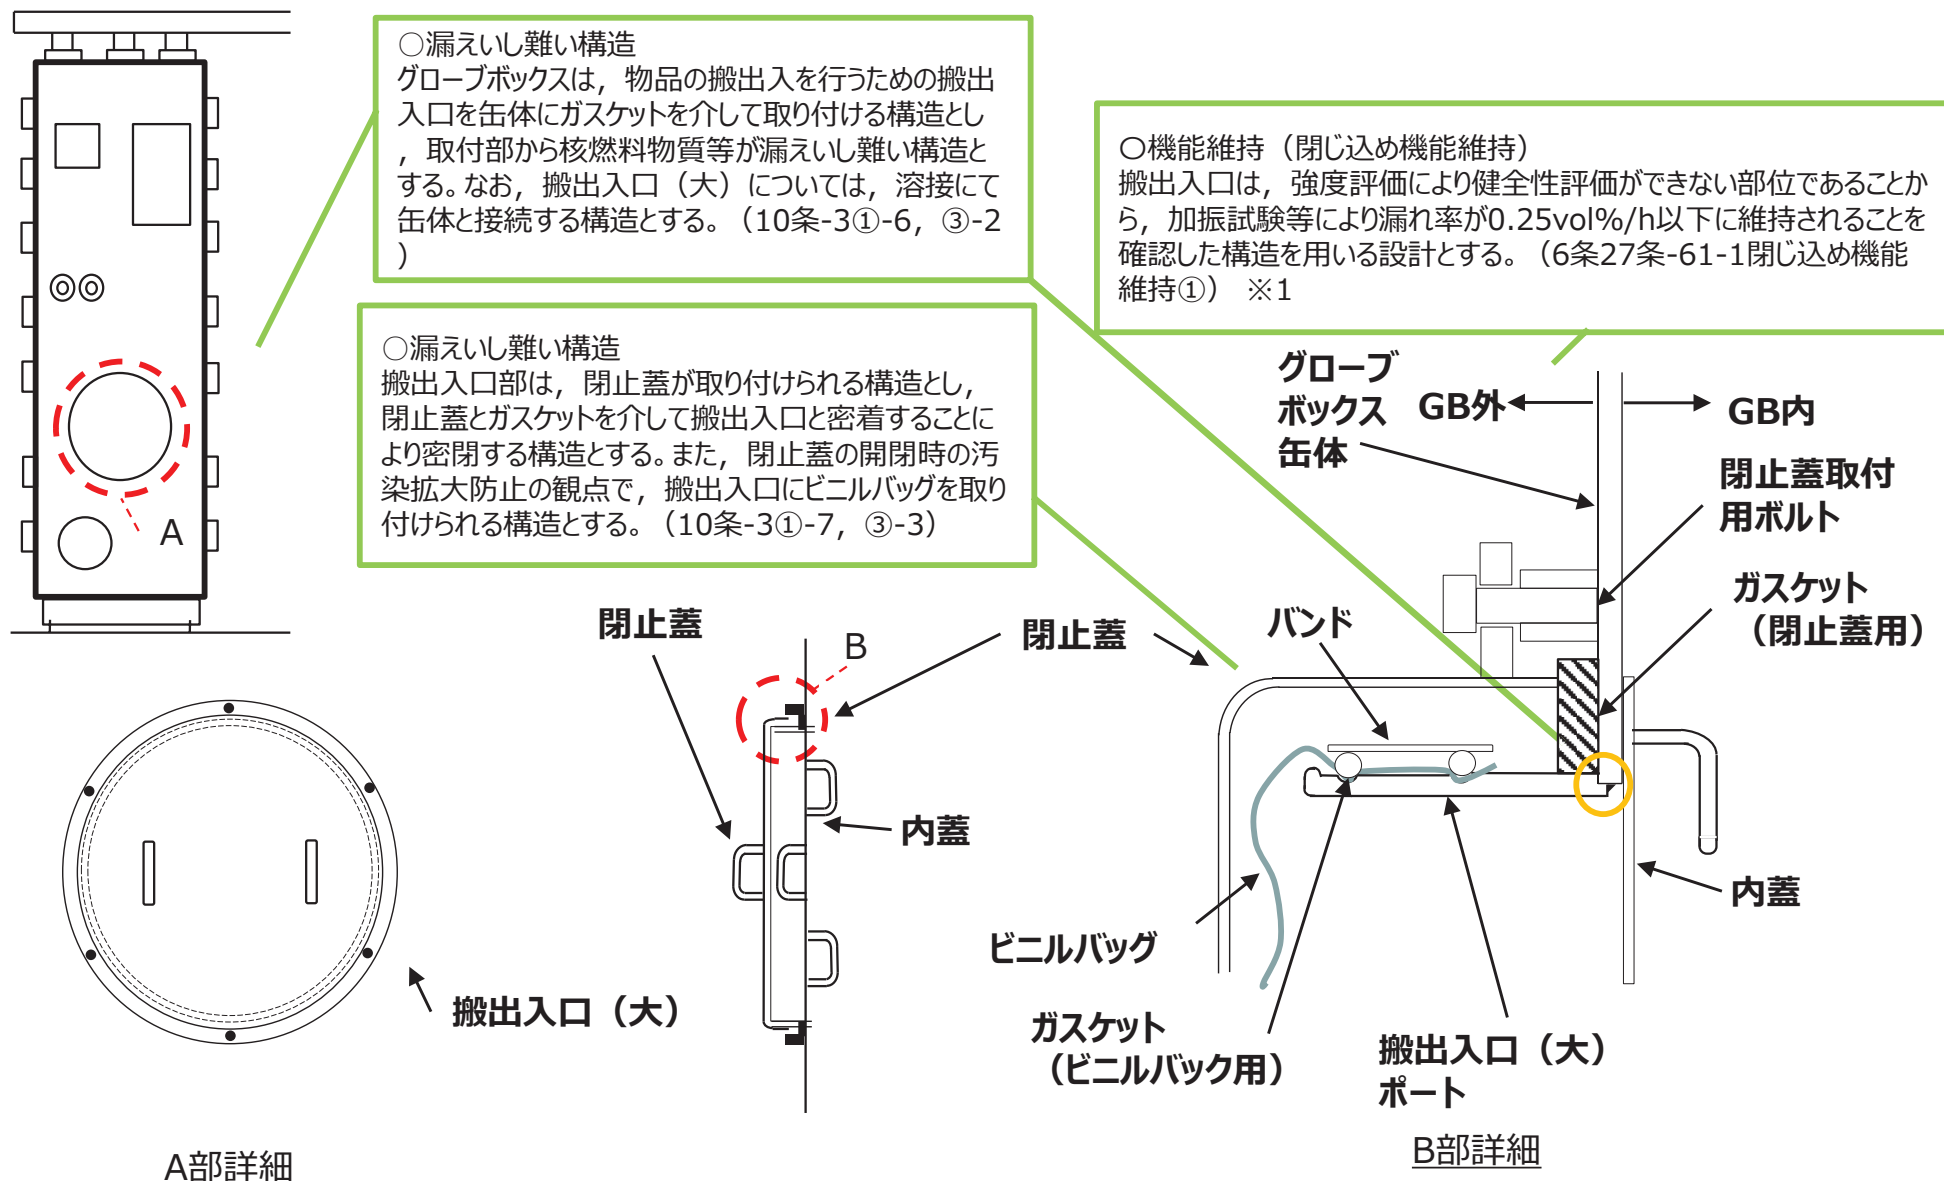 ○漏えいし難い構造
グローブボックスは，物品の搬出入を行うための搬出
入口を缶体にガスケットを介して取り付ける構造とし
，取付部から核燃料物質等が漏えいし難い構造と
する。なお，搬出入口（大）については，溶接にて
缶体と接続する構造とする。（10条-3①-6，③-2
）
〇機能維持（閉じ込め機能維持）
搬出入口は，強度評価により健全性評価ができない部位であることか
ら，加振試験等により漏れ率が0.25vol%/h以下に維持されることを
確認した構造を用いる設計とする。（6条27条-61-1閉じ込め機能
維持①）　※1
○漏えいし難い構造
搬出入口部は，閉止蓋が取り付けられる構造とし，
閉止蓋とガスケットを介して搬出入口と密着することに
より密閉する構造とする。また，閉止蓋の開閉時の汚
染拡大防止の観点で，搬出入口にビニルバッグを取り
付けられる構造とする。（10条-3①-7，③-3）
A
搬出入口（大）
A部詳細
閉止蓋
B
閉止蓋
内蓋
グローブ
ボックス
缶体
GB外
GB内
閉止蓋取付
用ボルト
ガスケット
（閉止蓋用）
バンド
内蓋
ビニルバッグ
ガスケット
（ビニルバック用）
搬出入口（大）
ポート
B部詳細